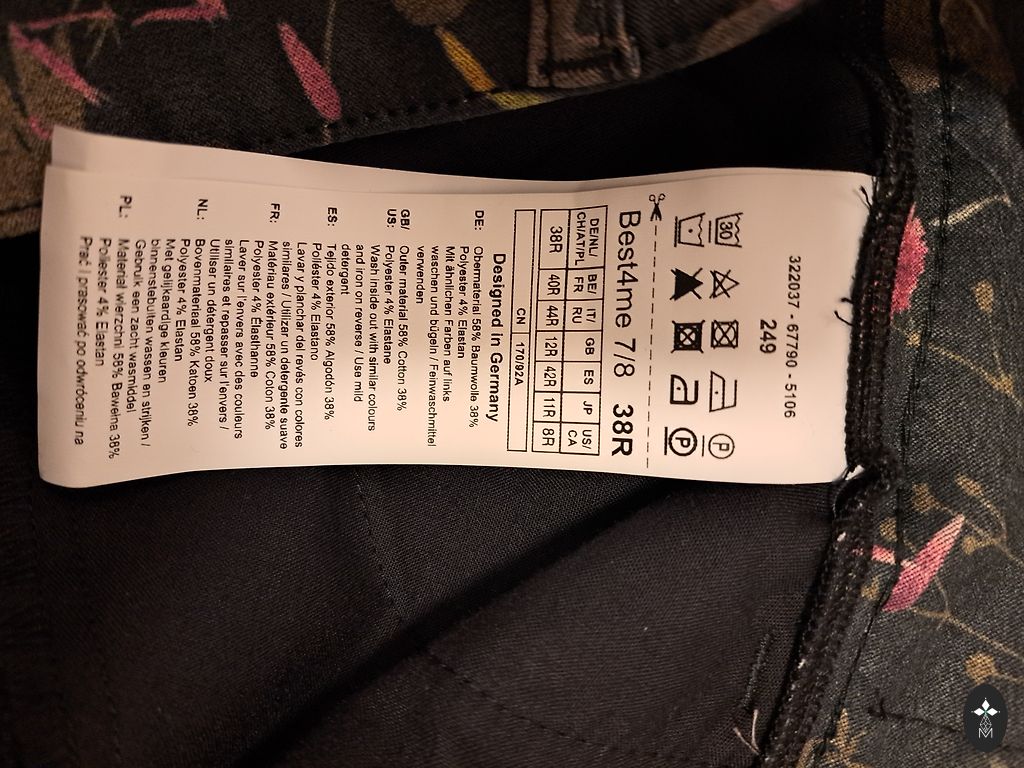 322037 - 67790 - 5106
249
30
P
P
Best4me 7/8 38R
DE/NL/ CH/AT/PL BE/ FR IT/ RU GB ES JP US/ CA
38R 40R 44R 12R 42R 11R 8R
CN 170/92A
Designed in Germany
DE: Obermaterial 58% Baumwolle 38%
Polyester 4% Elastan
Mit ähnlichen Farben auf links
waschen und bügeln / Feinwaschmittel
verwenden
GB/
US: Outer material 58% Cotton 38%
Polyester 4% Elastane
Wash inside out with similar colours
and iron on reverse / Use mild
detergent
ES: Tejido exterior 58% Algodón 38%
Poliéster 4% Elastano
Lavar y planchar del revés con colores
similares / Utilizar un detergente suave
FR: Matériau extérieur 58% Coton 38%
Polyester 4% Élasthanne
Laver sur l'envers avec des couleurs
similaires et repasser sur l'envers /
Utiliser un détergent doux
NL: Bovenmateriaal 58% Katoen 38%
Polyester 4% Elastan
Met gelijkaardige kleuren
binnenstebuiten wassen en strijken /
Gebruik een zacht wasmiddel
PL: Materiał wierzchni 58% Bawełna 38%
Poliester 4% Elastan
Prać i prasować po odwróceniu na
M